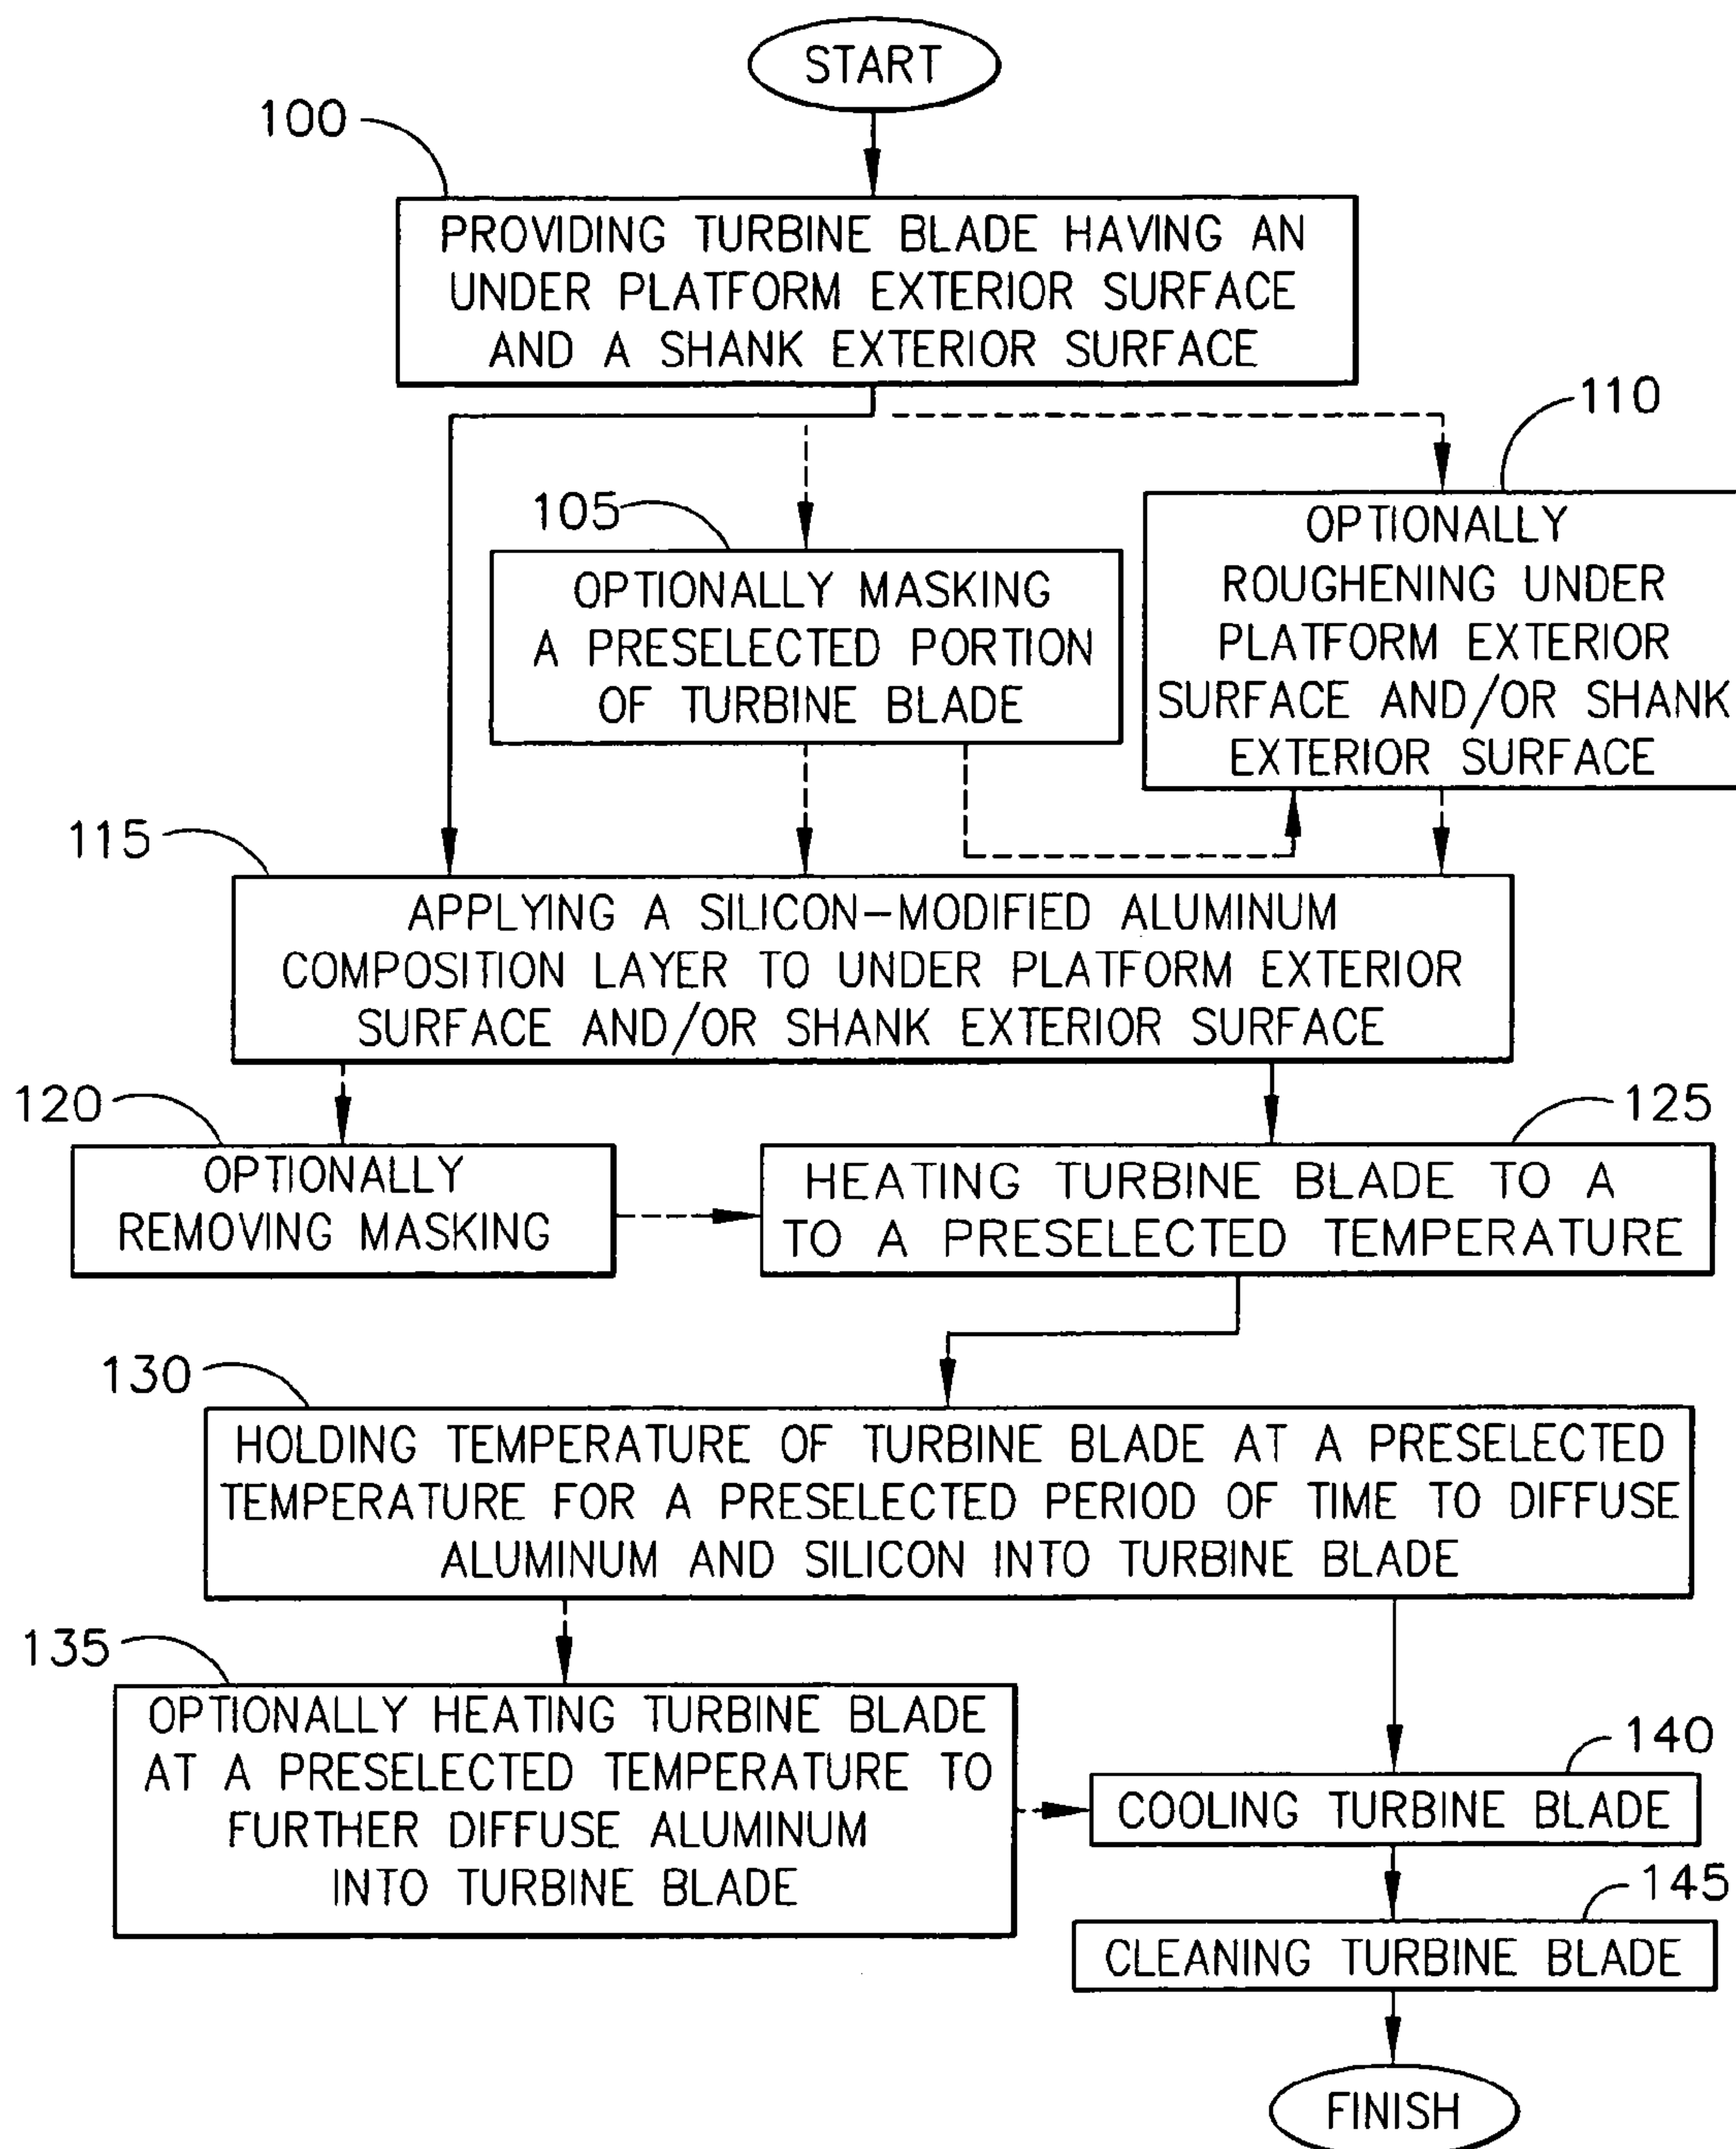 START
100
PROVIDING TURBINE BLADE HAVING AN
UNDER PLATFORM EXTERIOR SURFACE
AND A SHANK EXTERIOR SURFACE
110
105
OPTIONALLY MASKING
A PRESELECTED PORTION
OF TURBINE BLADE
OPTIONALLY
ROUGHENING UNDER
PLATFORM EXTERIOR
SURFACE AND/OR SHANK
EXTERIOR SURFACE
115
APPLYING A SILICON-MODIFIED ALUMINUM
COMPOSITION LAYER TO UNDER PLATFORM EXTERIOR
SURFACE AND/OR SHANK EXTERIOR SURFACE
120
OPTIONALLY
REMOVING MASKING
125
HEATING TURBINE BLADE TO A
TO A PRESELECTED TEMPERATURE
130
HOLDING TEMPERATURE OF TURBINE BLADE AT A PRESELECTED
TEMPERATURE FOR A PRESELECTED PERIOD OF TIME TO DIFFUSE
ALUMINUM AND SILICON INTO TURBINE BLADE
135
OPTIONALLY HEATING TURBINE BLADE
AT A PRESELECTED TEMPERATURE TO
FURTHER DIFFUSE ALUMINUM
INTO TURBINE BLADE
140
COOLING TURBINE BLADE
145
CLEANING TURBINE BLADE
FINISH